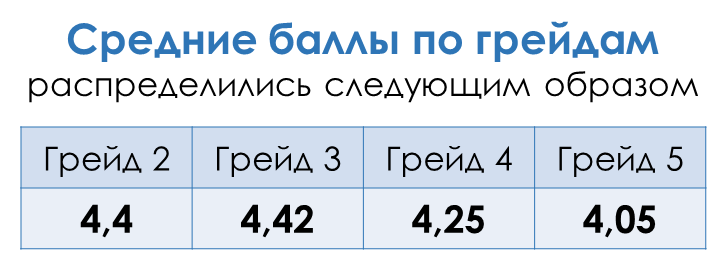 Средние баллы по грейдам
распределились следующим образом
Грейд 2 Грейд 3 Грейд 4 Грейд 5
4,4 4,42 4,25 4,05